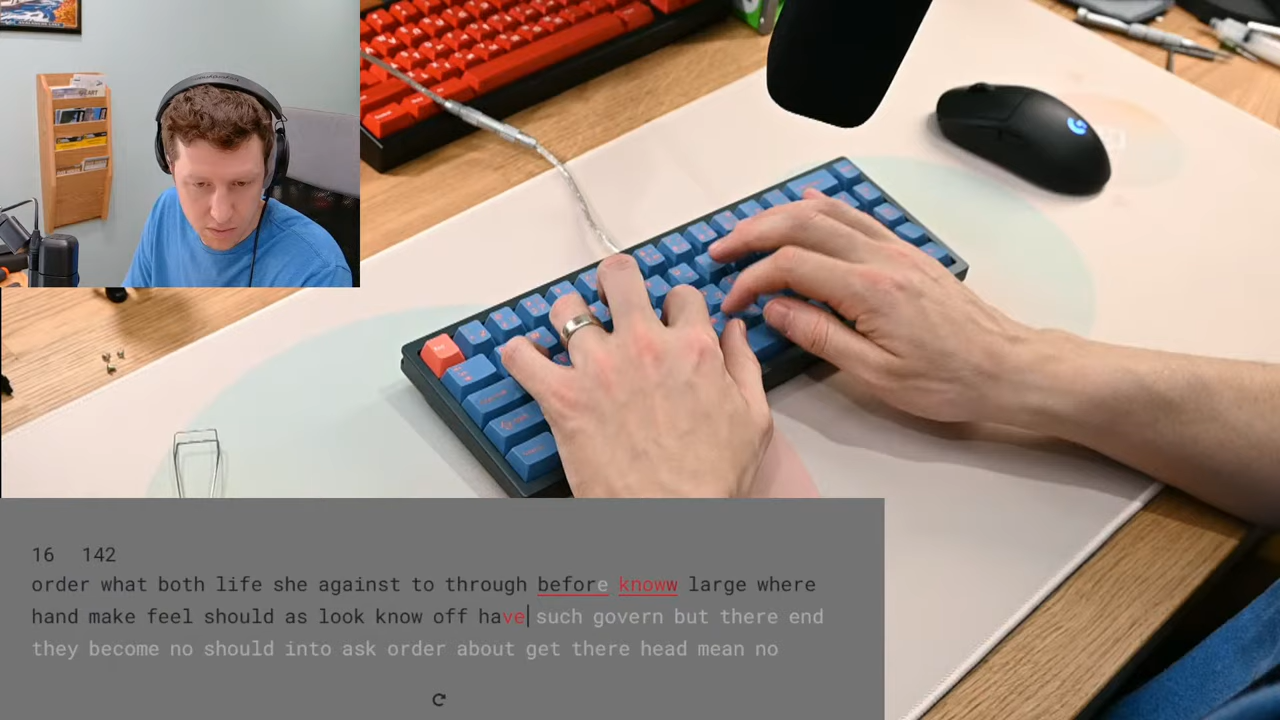 16 142
order what both life she against to through before knoww large where
hand make feel should as look know off have such govern but there end
they become no should into ask order about get there head mean no